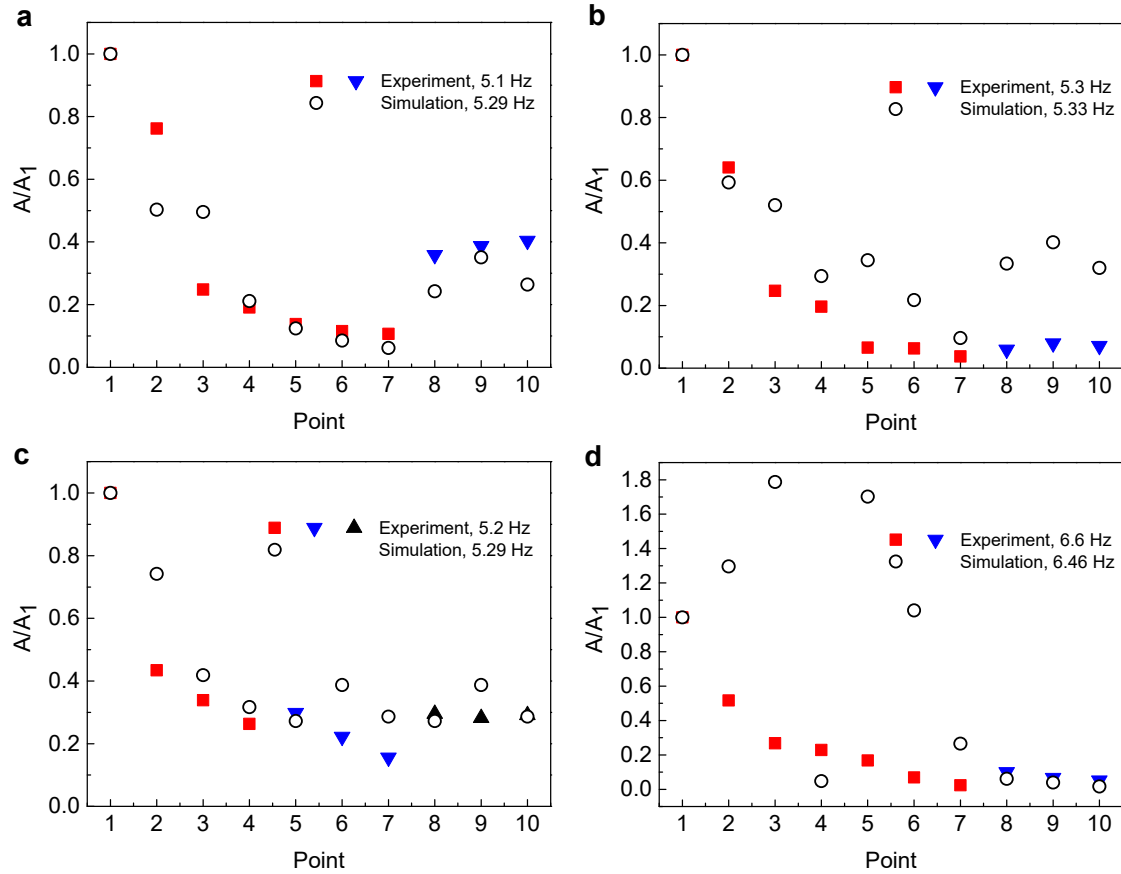 a
1.0
0.8
0.6
0.4
0.2
0.0
A/A1
Experiment, 5.1 Hz
Simulation, 5.29 Hz
1 2 3 4 5 6 7 8 9 10
Point
b
1.0
0.8
0.6
0.4
0.2
0.0
A/A1
Experiment, 5.3 Hz
Simulation, 5.33 Hz
1 2 3 4 5 6 7 8 9 10
Point
c
1.0
0.8
0.6
0.4
0.2
0.0
A/A1
Experiment, 5.2 Hz
Simulation, 5.29 Hz
1 2 3 4 5 6 7 8 9 10
Point
d
1.8
1.6
1.4
1.2
1.0
0.8
0.6
0.4
0.2
0.0
A/A1
Experiment, 6.6 Hz
Simulation, 6.46 Hz
1 2 3 4 5 6 7 8 9 10
Point